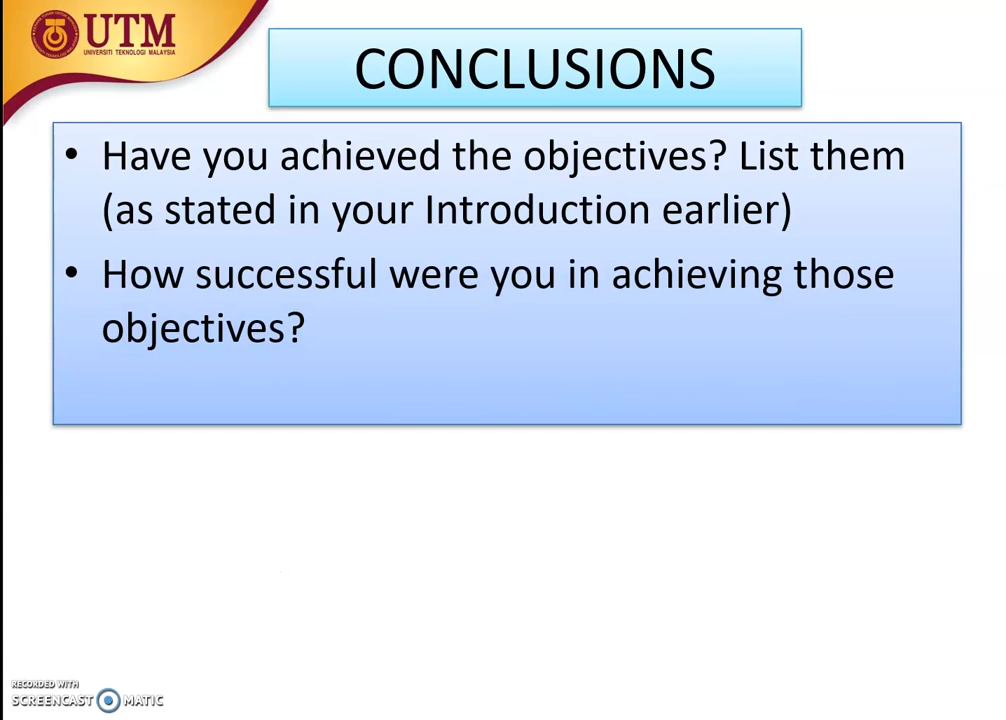 UTM
UNIVERSITI TEKNOLOGI MALAYSIA
CONCLUSIONS
• Have you achieved the objectives? List them
(as stated in your Introduction earlier)
• How successful were you in achieving those
objectives?
RECORDED WITH
SCREENCAST MATIC